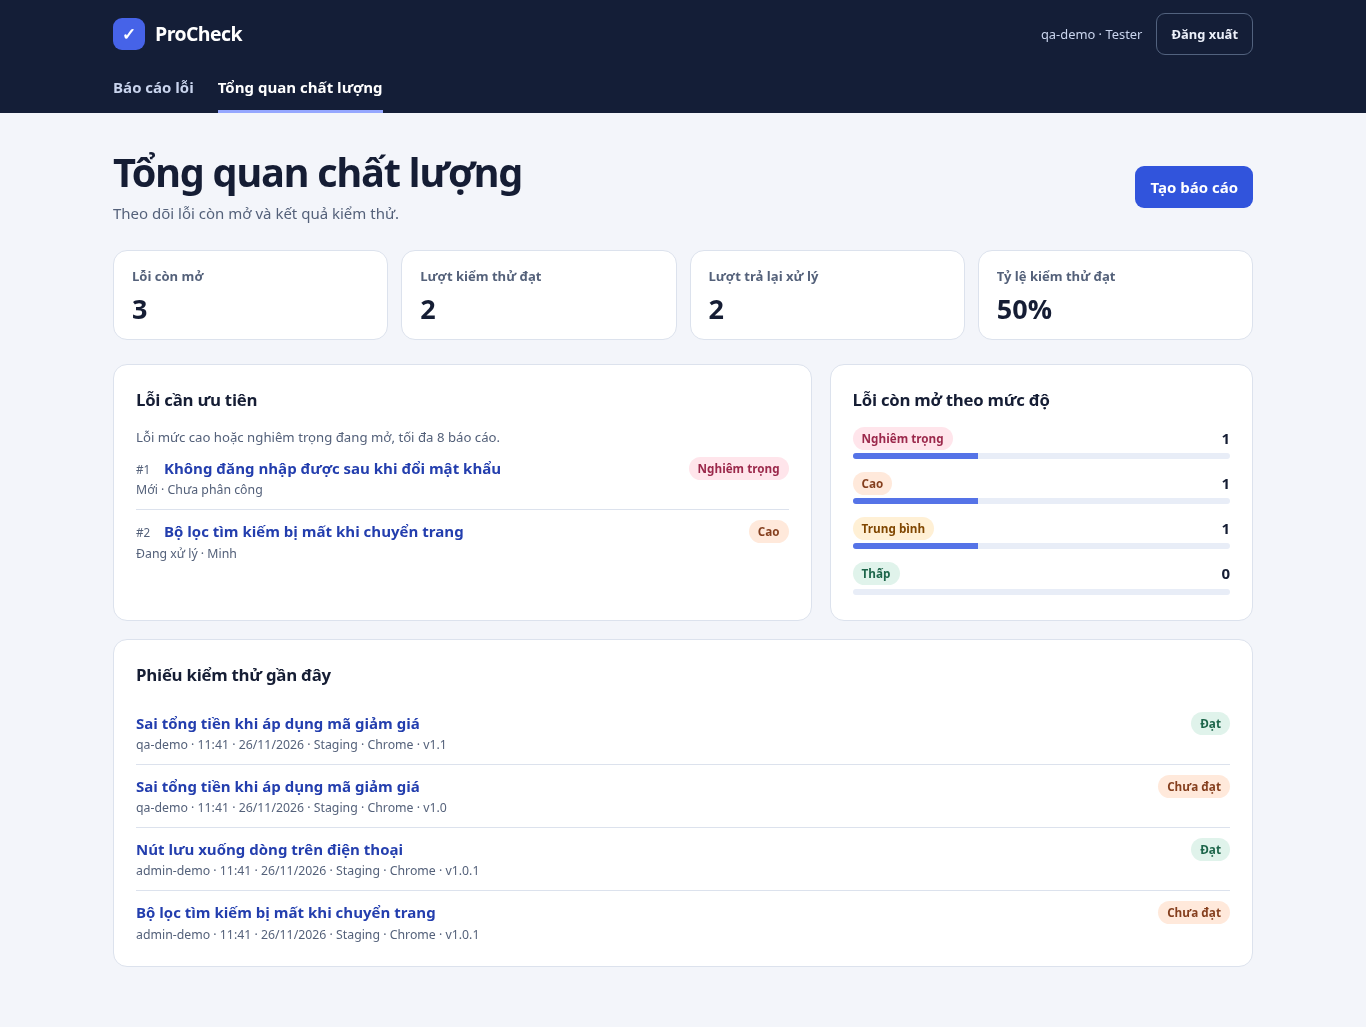 ✓ ProCheck
qa-demo · Tester
Đăng xuất
Báo cáo lỗi
Tổng quan chất lượng
Tổng quan chất lượng
Theo dõi lỗi còn mở và kết quả kiểm thử.
Tạo báo cáo
Lỗi còn mở
3
Lượt kiểm thử đạt
2
Lượt trả lại xử lý
2
Tỷ lệ kiểm thử đạt
50%
Lỗi cần ưu tiên
Lỗi mức cao hoặc nghiêm trọng đang mở, tối đa 8 báo cáo.
#1 Không đăng nhập được sau khi đổi mật khẩu
Nghiêm trọng
Mới · Chưa phân công
#2 Bộ lọc tìm kiếm bị mất khi chuyển trang
Cao
Đang xử lý · Minh
Lỗi còn mở theo mức độ
Nghiêm trọng 1
Cao 1
Trung bình 1
Thấp 0
Phiếu kiểm thử gần đây
Sai tổng tiền khi áp dụng mã giảm giá
Đạt
qa-demo · 11:41 · 26/11/2026 · Staging · Chrome · v1.1
Sai tổng tiền khi áp dụng mã giảm giá
Chưa đạt
qa-demo · 11:41 · 26/11/2026 · Staging · Chrome · v1.0
Nút lưu xuống dòng trên điện thoại
Đạt
admin-demo · 11:41 · 26/11/2026 · Staging · Chrome · v1.0.1
Bộ lọc tìm kiếm bị mất khi chuyển trang
Chưa đạt
admin-demo · 11:41 · 26/11/2026 · Staging · Chrome · v1.0.1